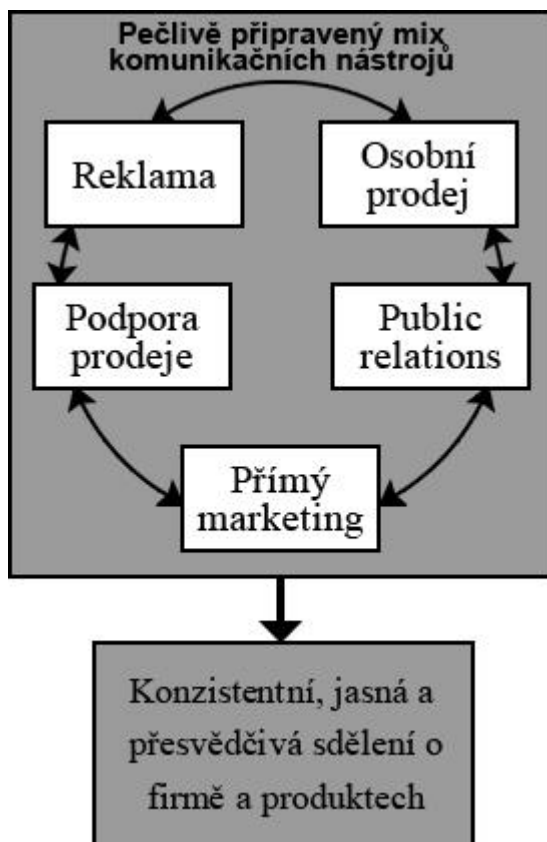 Pečlivě připravený mix
komunikačních nástrojů
Reklama
Osobní
prodej
Podpora
prodeje
Public
relations
Přímý
marketing
Konzistentní, jasná a
přesvědčivá sdělení o
firmě a produktech